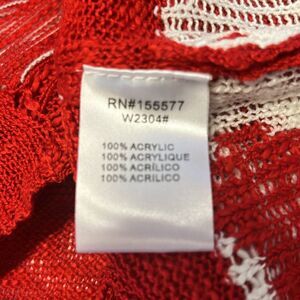 RN#155577
W2304#
100% ACRYLIC
100% ACRYLIQUE
100% ACRÍLICO
100% ACRILICO